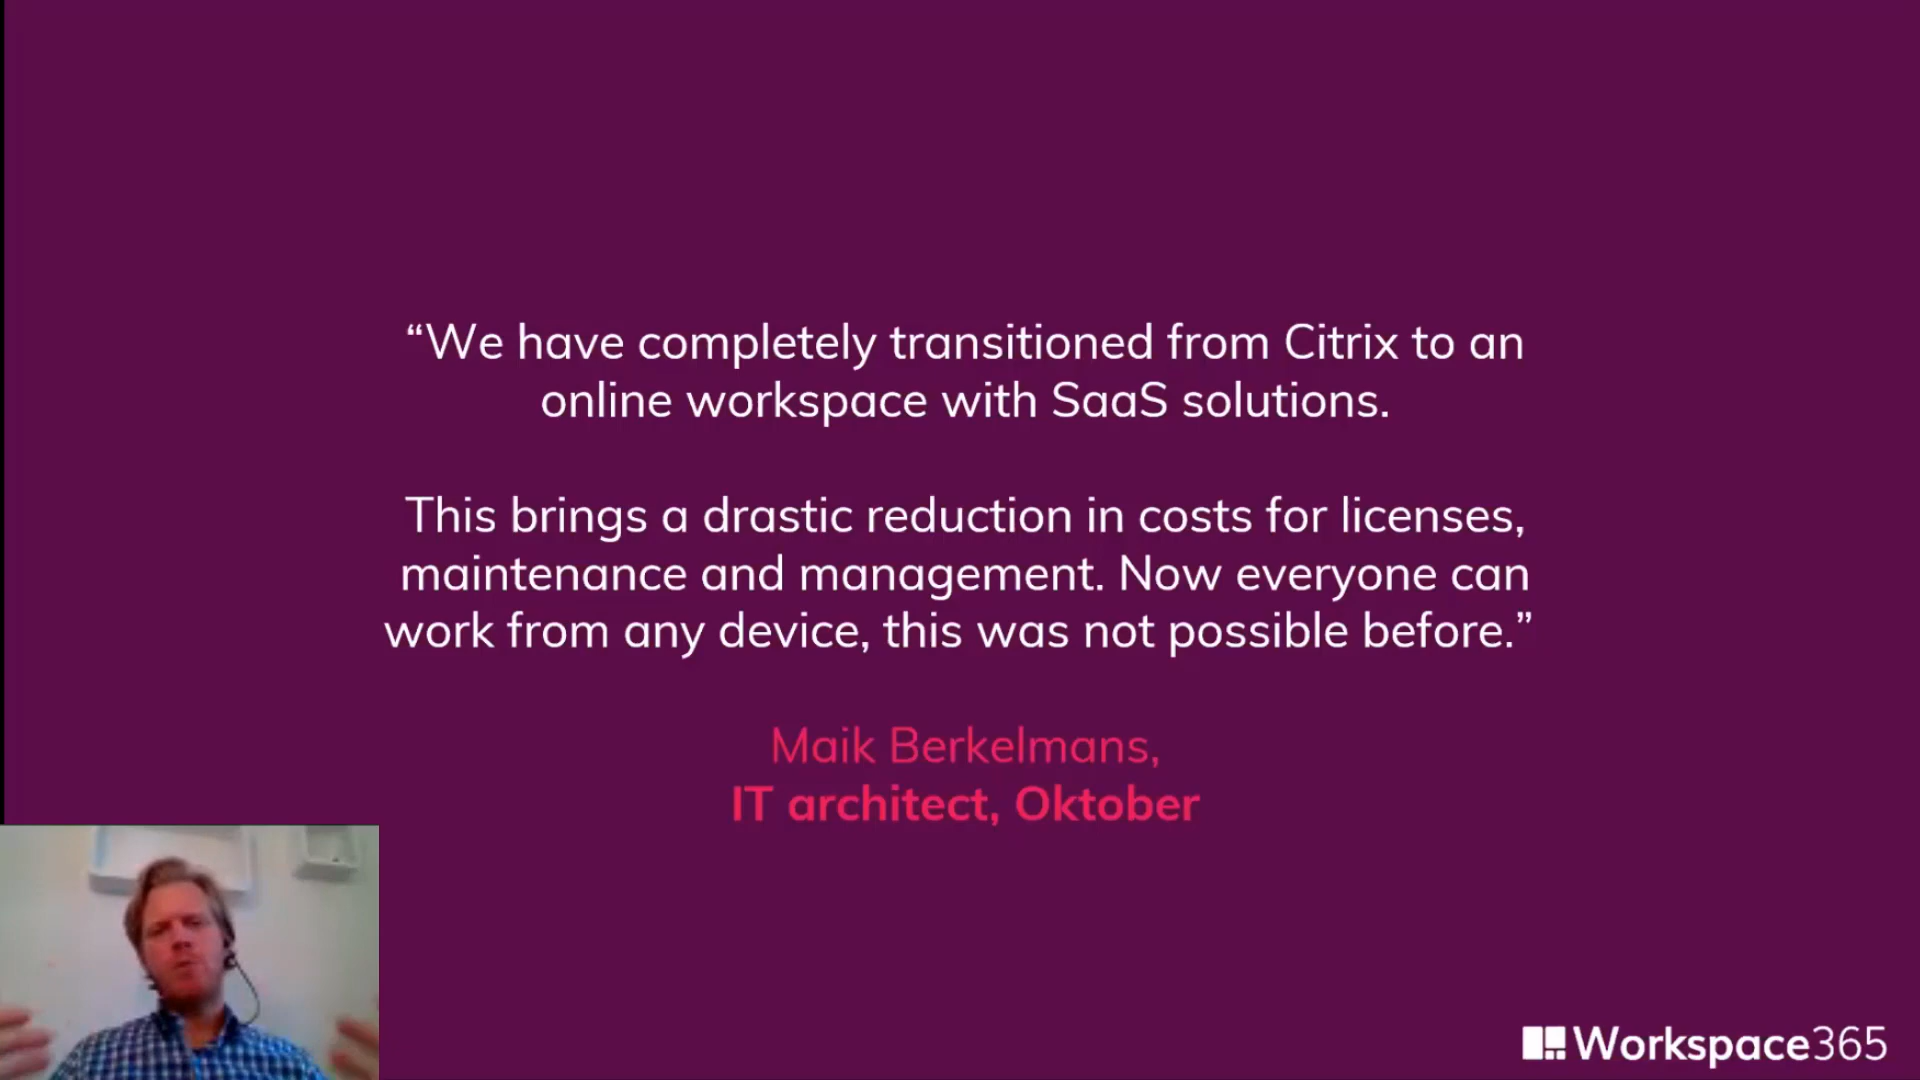 “We have completely transitioned from Citrix to an
online workspace with SaaS solutions.
This brings a drastic reduction in costs for licenses,
maintenance and management. Now everyone can
work from any device, this was not possible before.”
Maik Berkelmans,
IT architect, Oktober
Workspace365